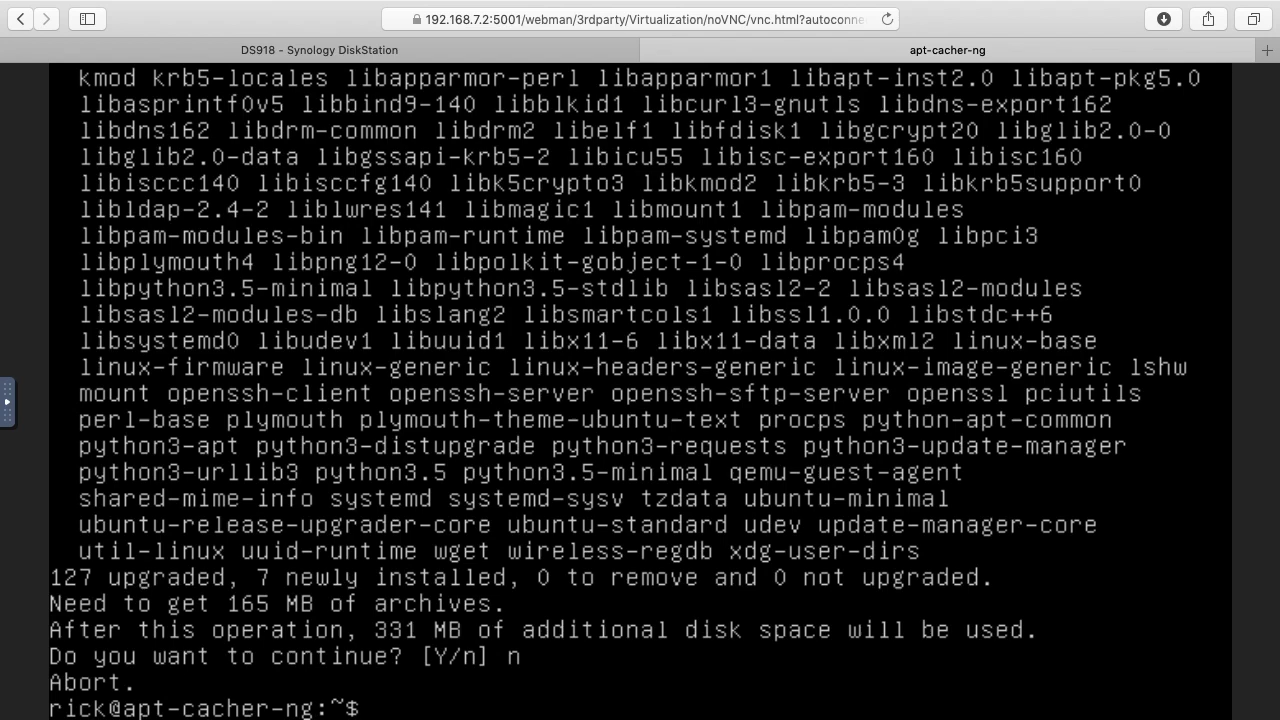 192.168.7.2:5001/webman/3rdparty/Virtualization/noVNC/vnc.html?autoconne
DS918 - Synology DiskStation
apt-cacher-ng
kmod krb5-locales libapparmor-perl libapparmor1 libapt-inst2.0 libapt-pkg5.0
libasprintf0v5 libbind9-140 libblkid1 libcurl3-gnutls libdns-export162
libdns162 libdrm-common libdrm2 libelf1 libfdisk1 libgcrypt20 libglib2.0-0
libglib2.0-data libgssapi-krb5-2 libicu55 libisc-export160 libisc160
libisccc140 libisccfg140 libk5crypto3 libkmod2 libkrb5-3 libkrb5support0
libldap-2.4-2 liblwres141 libmagic1 libmount1 libpam-modules
libpam-modules-bin libpam-runtime libpam-systemd libpam0g libpci3
libplymouth4 libpng12-0 libpolkit-gobject-1-0 libprocps4
libpython3.5-minimal libpython3.5-stdlib libsasl2-2 libsasl2-modules
libsasl2-modules-db libslang2 libsmartcols1 libssl1.0.0 libstdc++6
libsystemd0 libudev1 libuuid1 libx11-6 libx11-data libxml2 linux-base
linux-firmware linux-generic linux-headers-generic linux-image-generic lshw
mount openssh-client openssh-server openssh-sftp-server openssl pciutils
perl-base plymouth plymouth-theme-ubuntu-text procps python-apt-common
python3-apt python3-distupgrade python3-requests python3-update-manager
python3-urllib3 python3.5 python3.5-minimal qemu-guest-agent
shared-mime-info systemd systemd-sysv tzdata ubuntu-minimal
ubuntu-release-upgrader-core ubuntu-standard udev update-manager-core
util-linux uuid-runtime wget wireless-regdb xdg-user-dirs
127 upgraded, 7 newly installed, 0 to remove and 0 not upgraded.
Need to get 165 MB of archives.
After this operation, 331 MB of additional disk space will be used.
Do you want to continue? [Y/n] n
Abort.
rick@apt-cacher-ng:~$